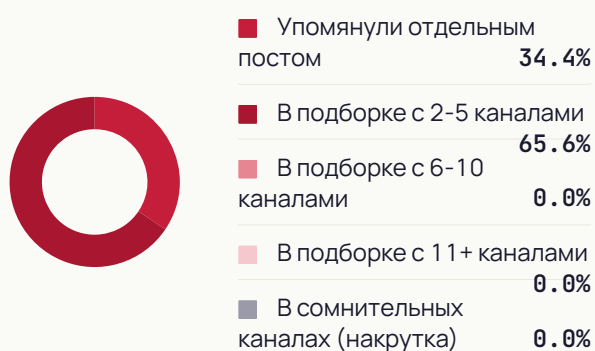 Упомянули отдельным
постом 34.4%
В подборке с 2-5 каналами
65.6%
В подборке с 6-10
каналами 0.0%
В подборке с 11+ каналами
0.0%
В сомнительных
каналах (накрутка) 0.0%